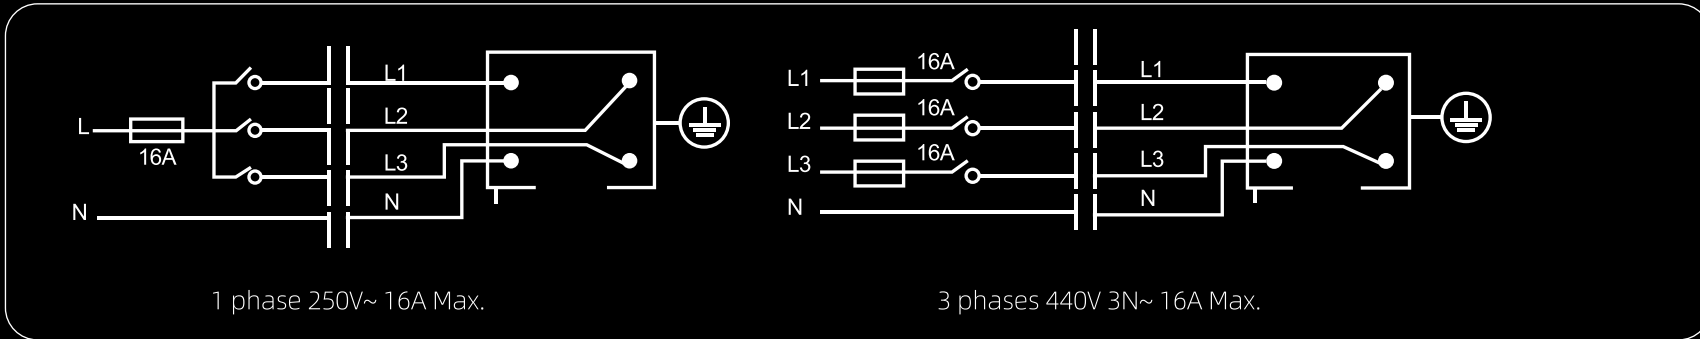 L
16A
N
L1
L2
L3
N
1 phase 250V~ 16A Max.
L1
16A
L2
16A
L3
16A
N
L1
L2
L3
N
3 phases 440V 3N~ 16A Max.